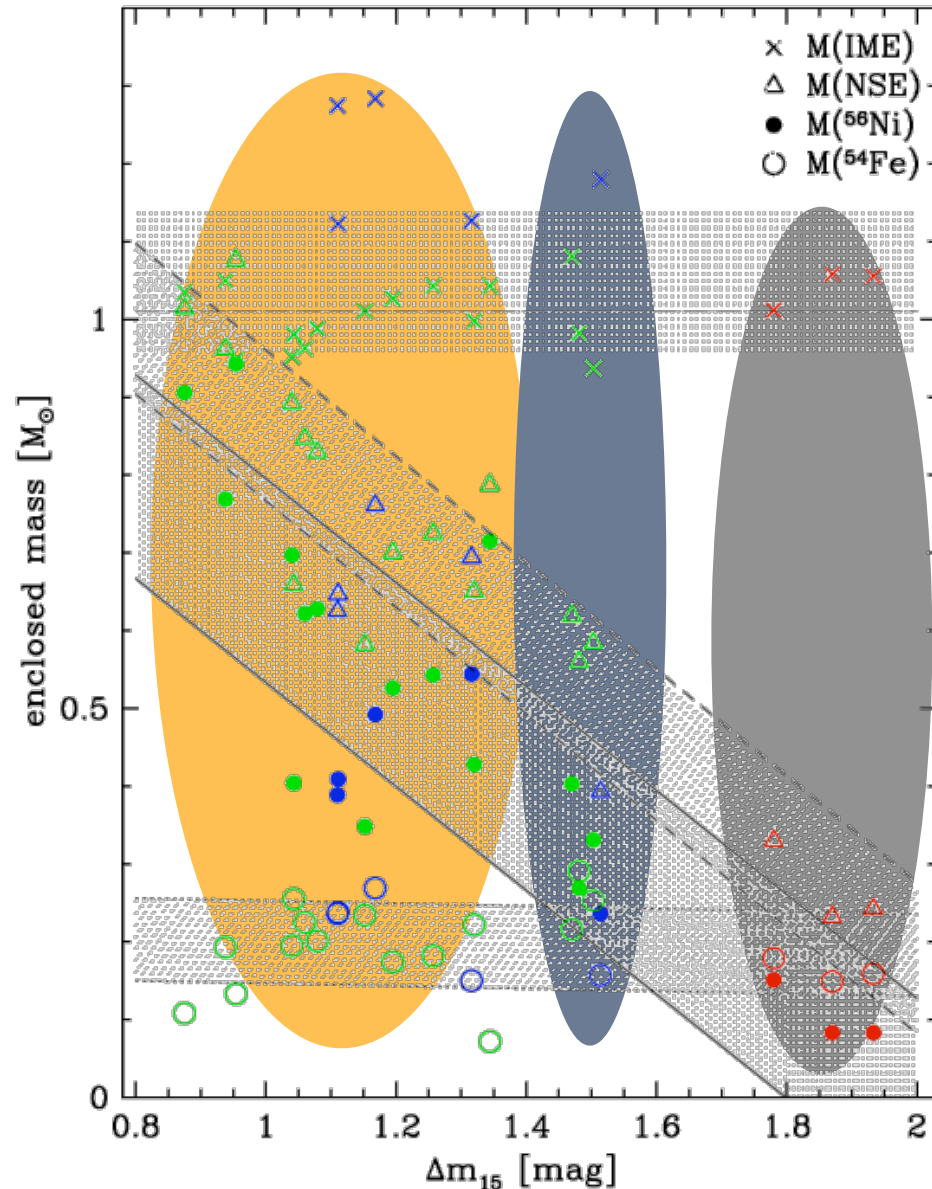 × M(IME)
△ M(NSE)
● M(⁵⁶Ni)
○ M(⁵⁴Fe)
enclosed mass [M⊙]
1
0.5
0
0.8 1 1.2 1.4 1.6 1.8 2
Δm₁₅ [mag]